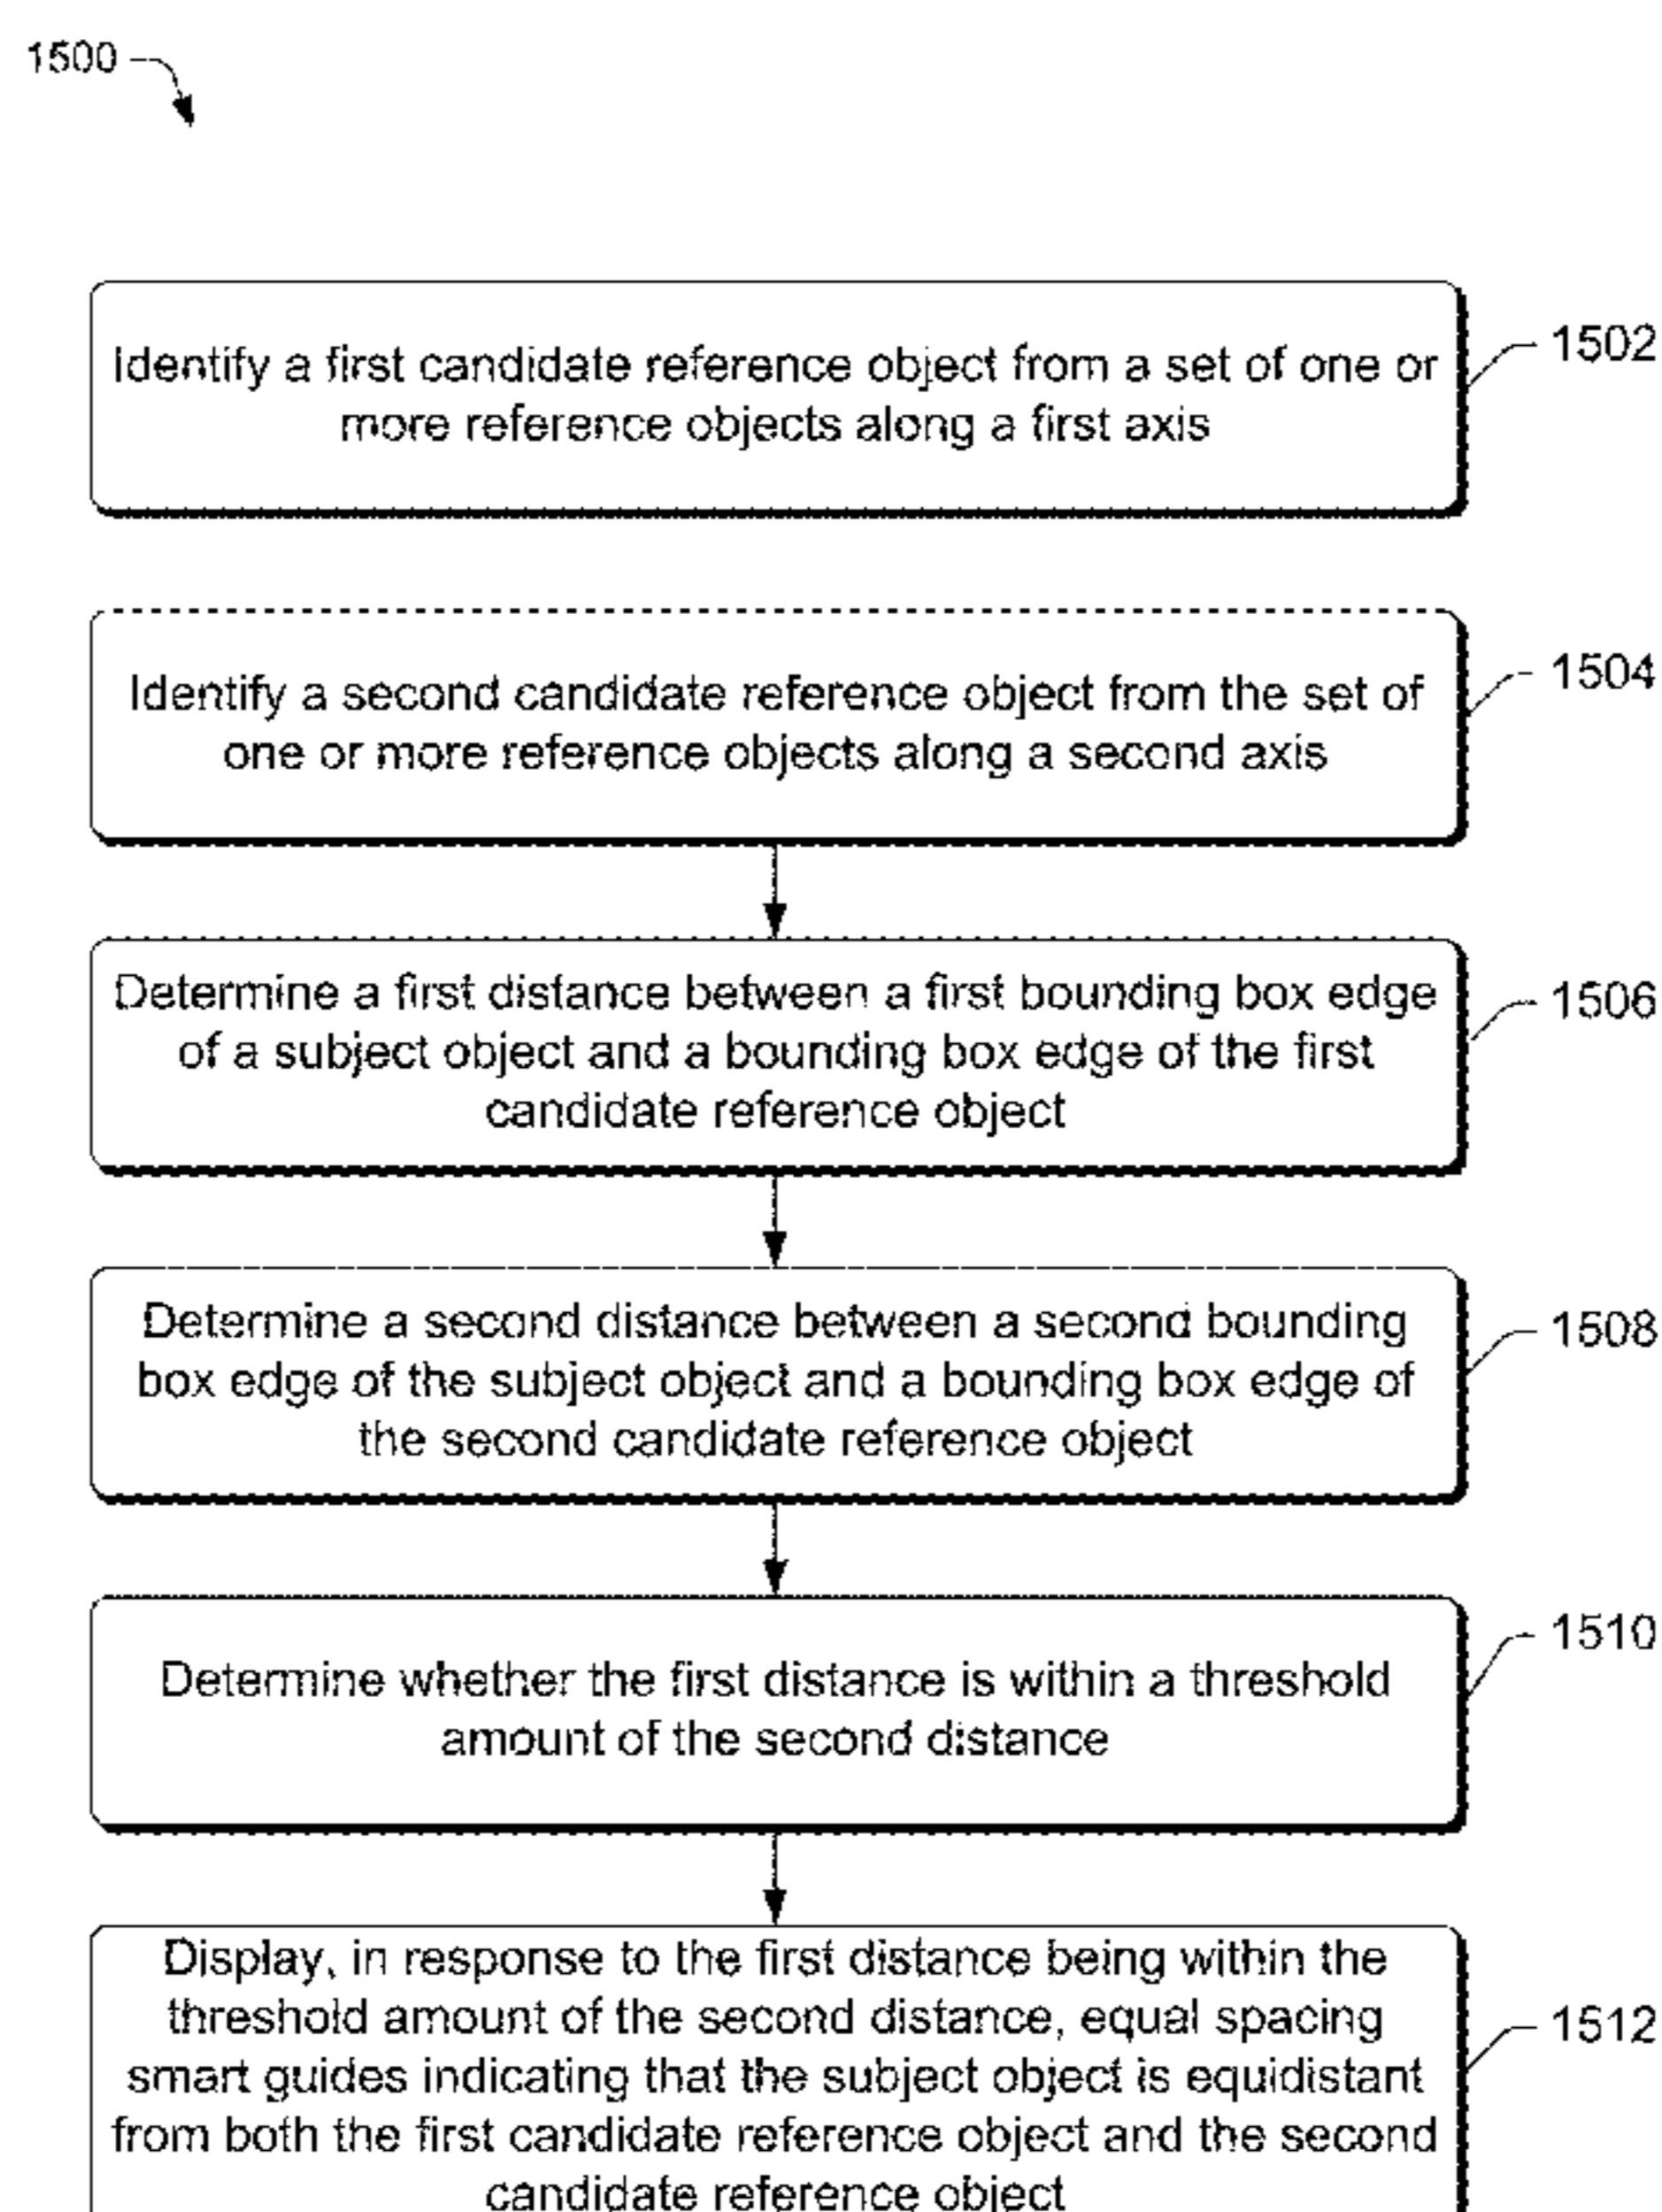 1500
Identify a first candidate reference object from a set of one or
more reference objects along a first axis
1502
Identify a second candidate reference object from the set of
one or more reference objects along a second axis
1504
Determine a first distance between a first bounding box edge
of a subject object and a bounding box edge of the first
candidate reference object
1506
Determine a second distance between a second bounding
box edge of the subject object and a bounding box edge of
the second candidate reference object
1508
Determine whether the first distance is within a threshold
amount of the second distance
1510
Display, in response to the first distance being within the
threshold amount of the second distance, equal spacing
smart guides indicating that the subject object is equidistant
from both the first candidate reference object and the second
candidate reference object
1512